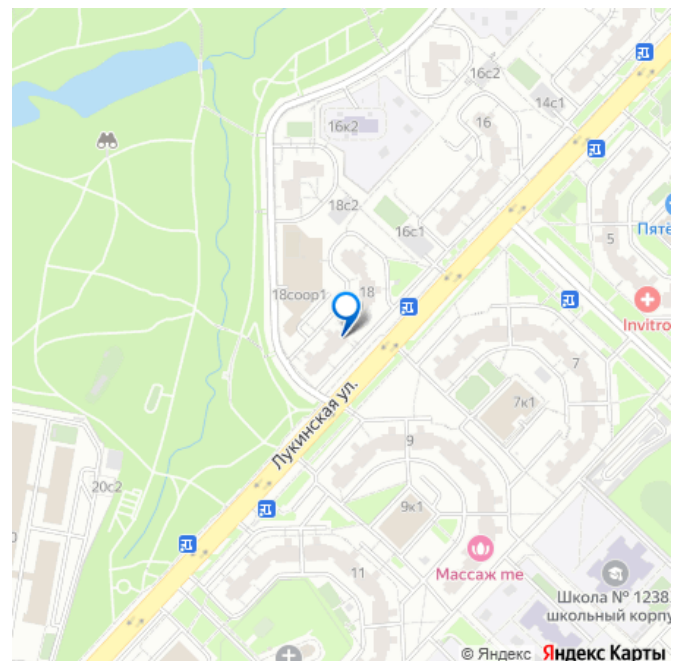 16с2
14с1
16
16к2
18с2
5
Пятё
16с1
18соор1
18
Invitro
7
7к1
Лукинская ул.
9
20с2
9к1
Массаж me
11
Школа № 1238,
школьный корпу
© Яндекс Яндекс Карты